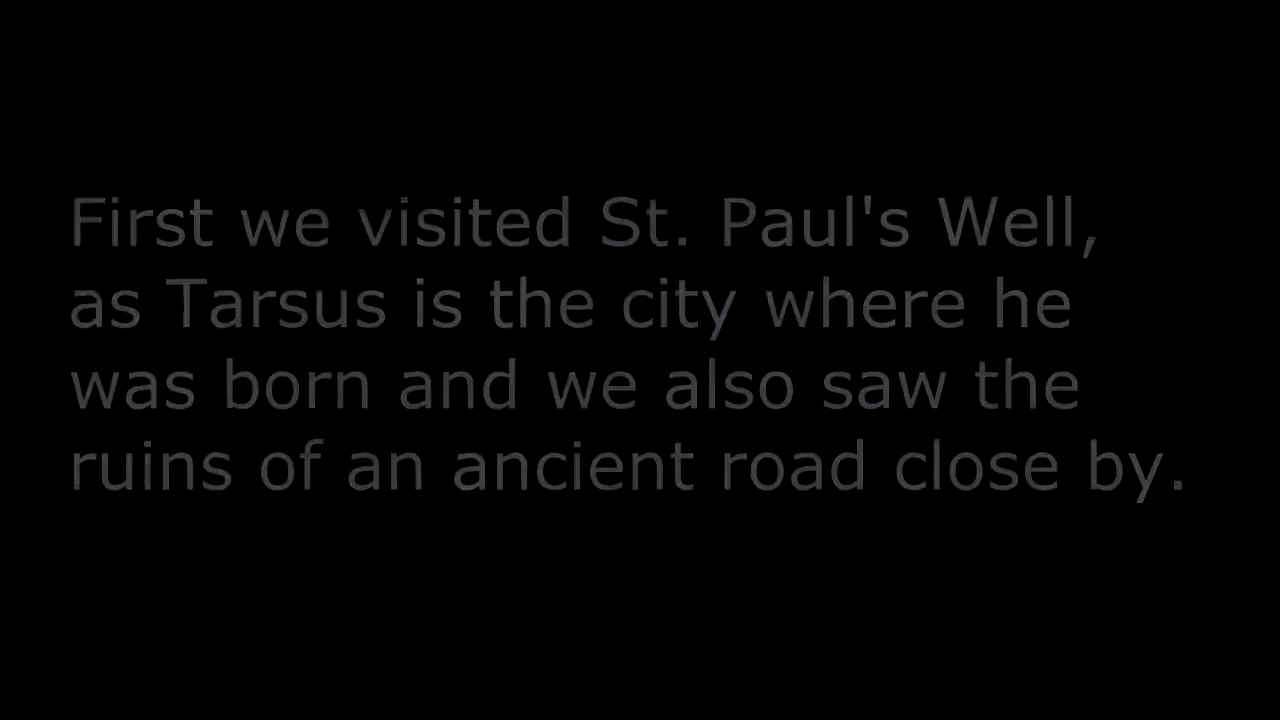 First we visited St. Paul's Well,
as Tarsus is the city where he
was born and we also saw the
ruins of an ancient road close by.